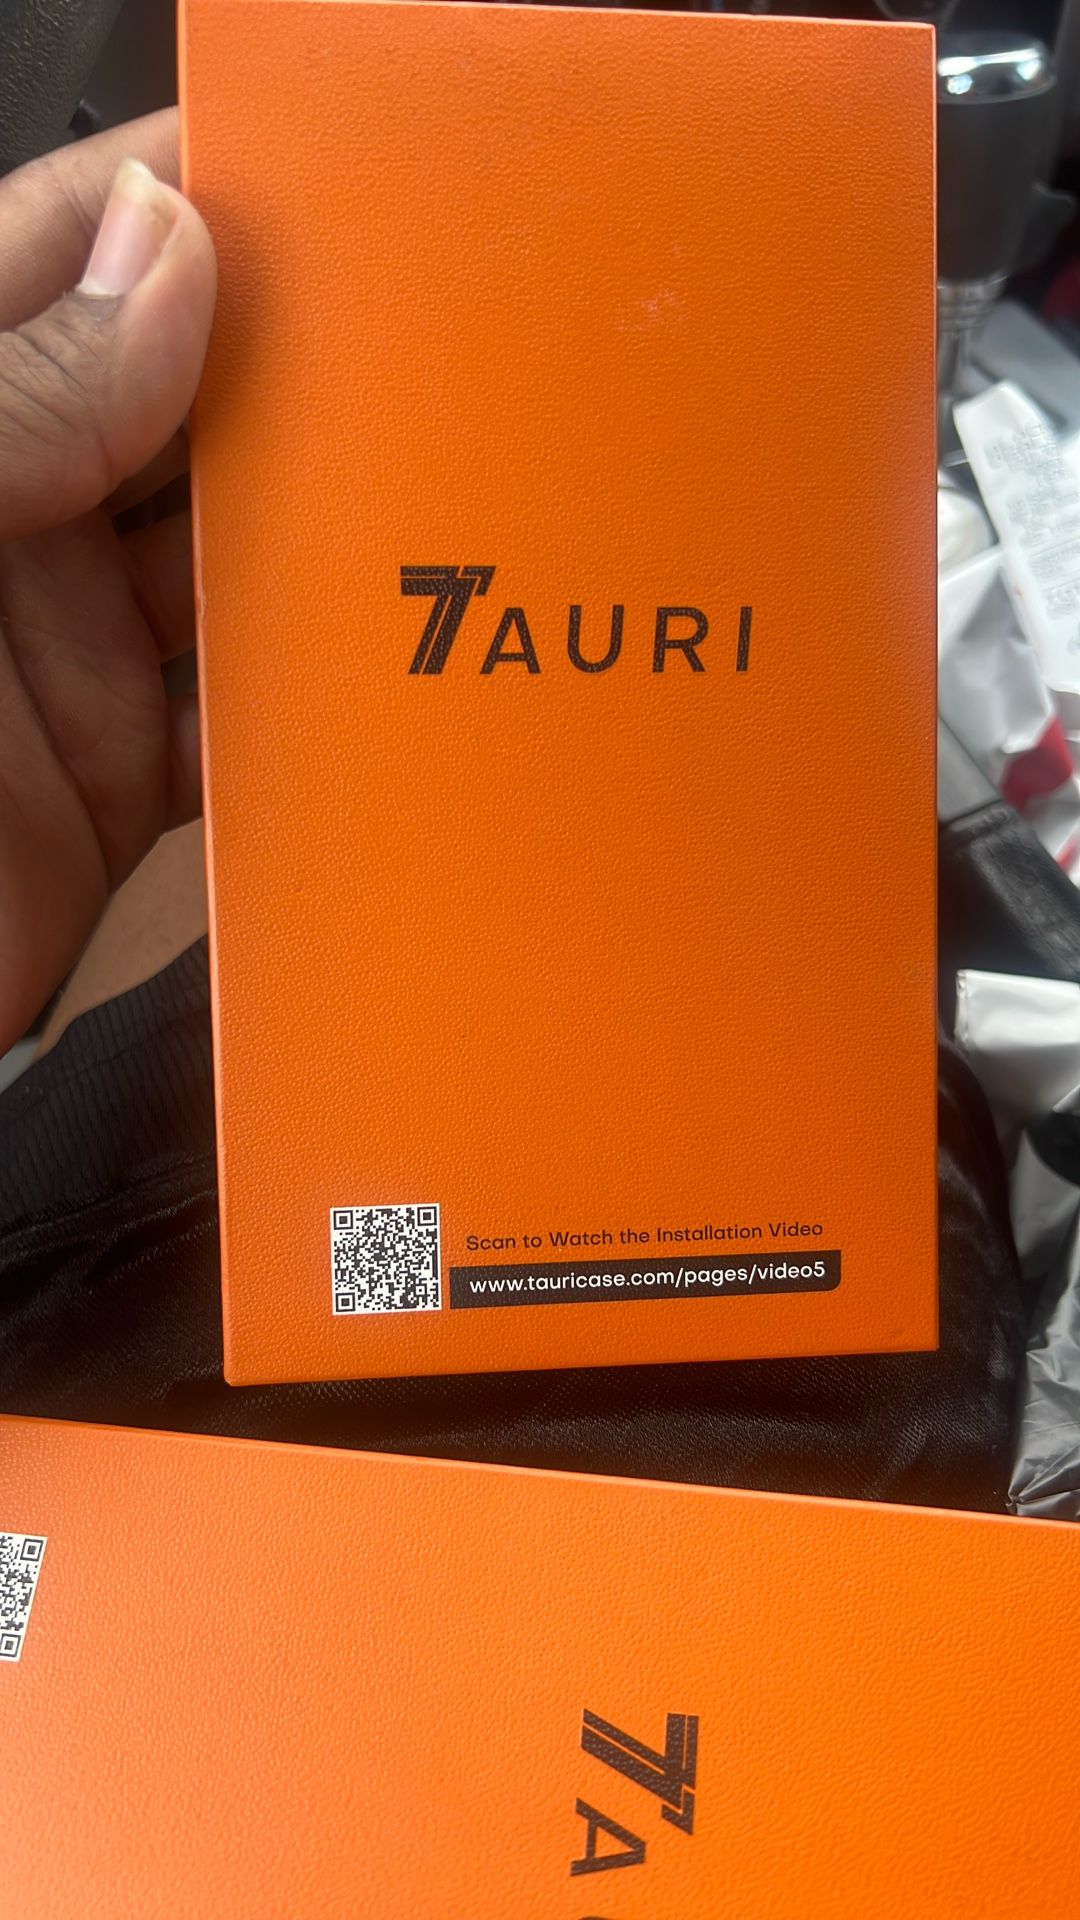 TAURI
Scan to Watch the Installation Video
www.tauricase.com/pages/video5
TA